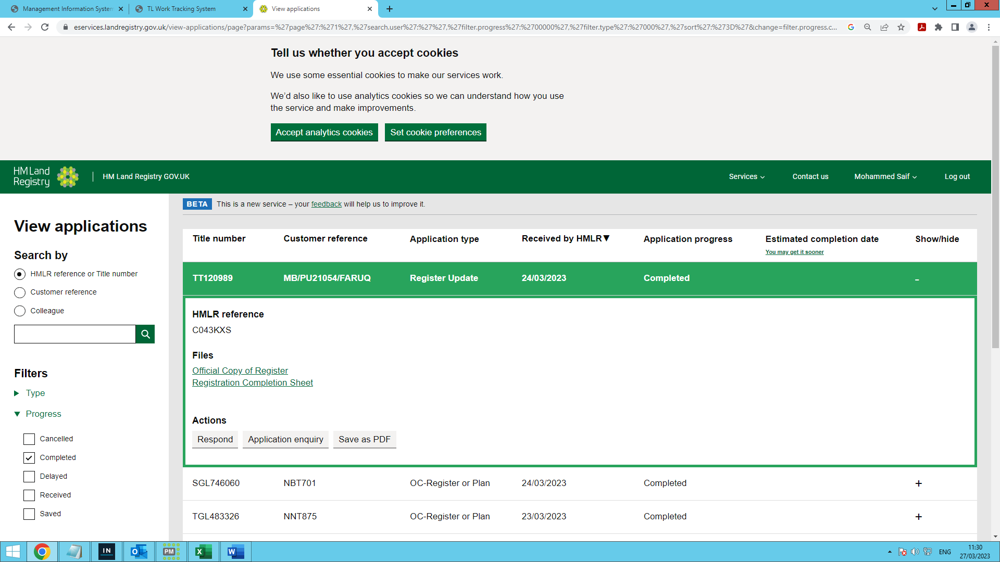 Management Information System
TL Work Tracking System
View applications
eservices.landregistry.gov.uk/view-applications/page?params=%27page%27:%271%27,%27search.user%27:%27%27,%27filter.progress%27:%2700000%27,%27filter.type%27:%27000%27,%27sort%27:%273D%27&change=filter.progress.c...
Tell us whether you accept cookies
We use some essential cookies to make our services work.
We'd also like to use analytics cookies so we can understand how you use
the service and make improvements.
Accept analytics cookies
Set cookie preferences
HM Land
Registry
HM Land Registry GOV.UK
Services
Contact us
Mohammed Saif
Log out
BETA This is a new service – your feedback will help us to improve it.
View applications
Search by
HMLR reference or Title number
Customer reference
Colleague
Filters
Type
Progress
Cancelled
Completed
Delayed
Received
Saved
Title number Customer reference Application type Received by HMLR▼ Application progress Estimated completion date Show/hide
You may get it sooner
TT120989 MB/PU21054/FARUQ Register Update 24/03/2023 Completed –
HMLR reference
C043KXS
Files
Official Copy of Register
Registration Completion Sheet
Actions
Respond
Application enquiry
Save as PDF
SGL746060 NBT701 OC-Register or Plan 24/03/2023 Completed +
TGL483326 NNT875 OC-Register or Plan 23/03/2023 Completed +
IN
PM
ENG
11:30
27/03/2023